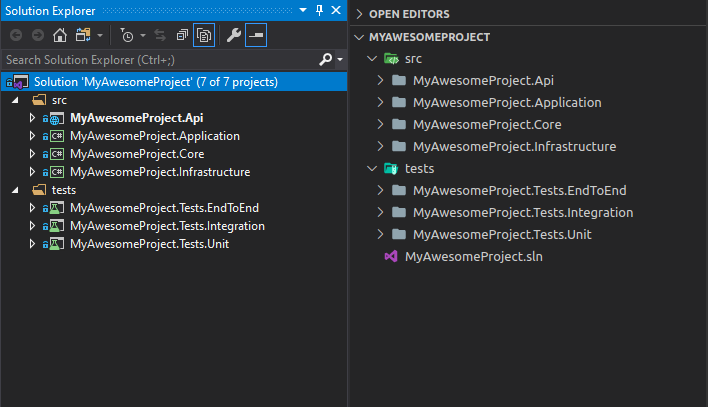 Solution Explorer
Search Solution Explorer (Ctrl+;)
Solution 'MyAwesomeProject' (7 of 7 projects)
src
MyAwesomeProject.Api
C# MyAwesomeProject.Application
C# MyAwesomeProject.Core
C# MyAwesomeProject.Infrastructure
tests
MyAwesomeProject.Tests.EndToEnd
MyAwesomeProject.Tests.Integration
MyAwesomeProject.Tests.Unit
OPEN EDITORS
MYAWESOMEPROJECT
src
MyAwesomeProject.Api
MyAwesomeProject.Application
MyAwesomeProject.Core
MyAwesomeProject.Infrastructure
tests
MyAwesomeProject.Tests.EndToEnd
MyAwesomeProject.Tests.Integration
MyAwesomeProject.Tests.Unit
MyAwesomeProject.sln